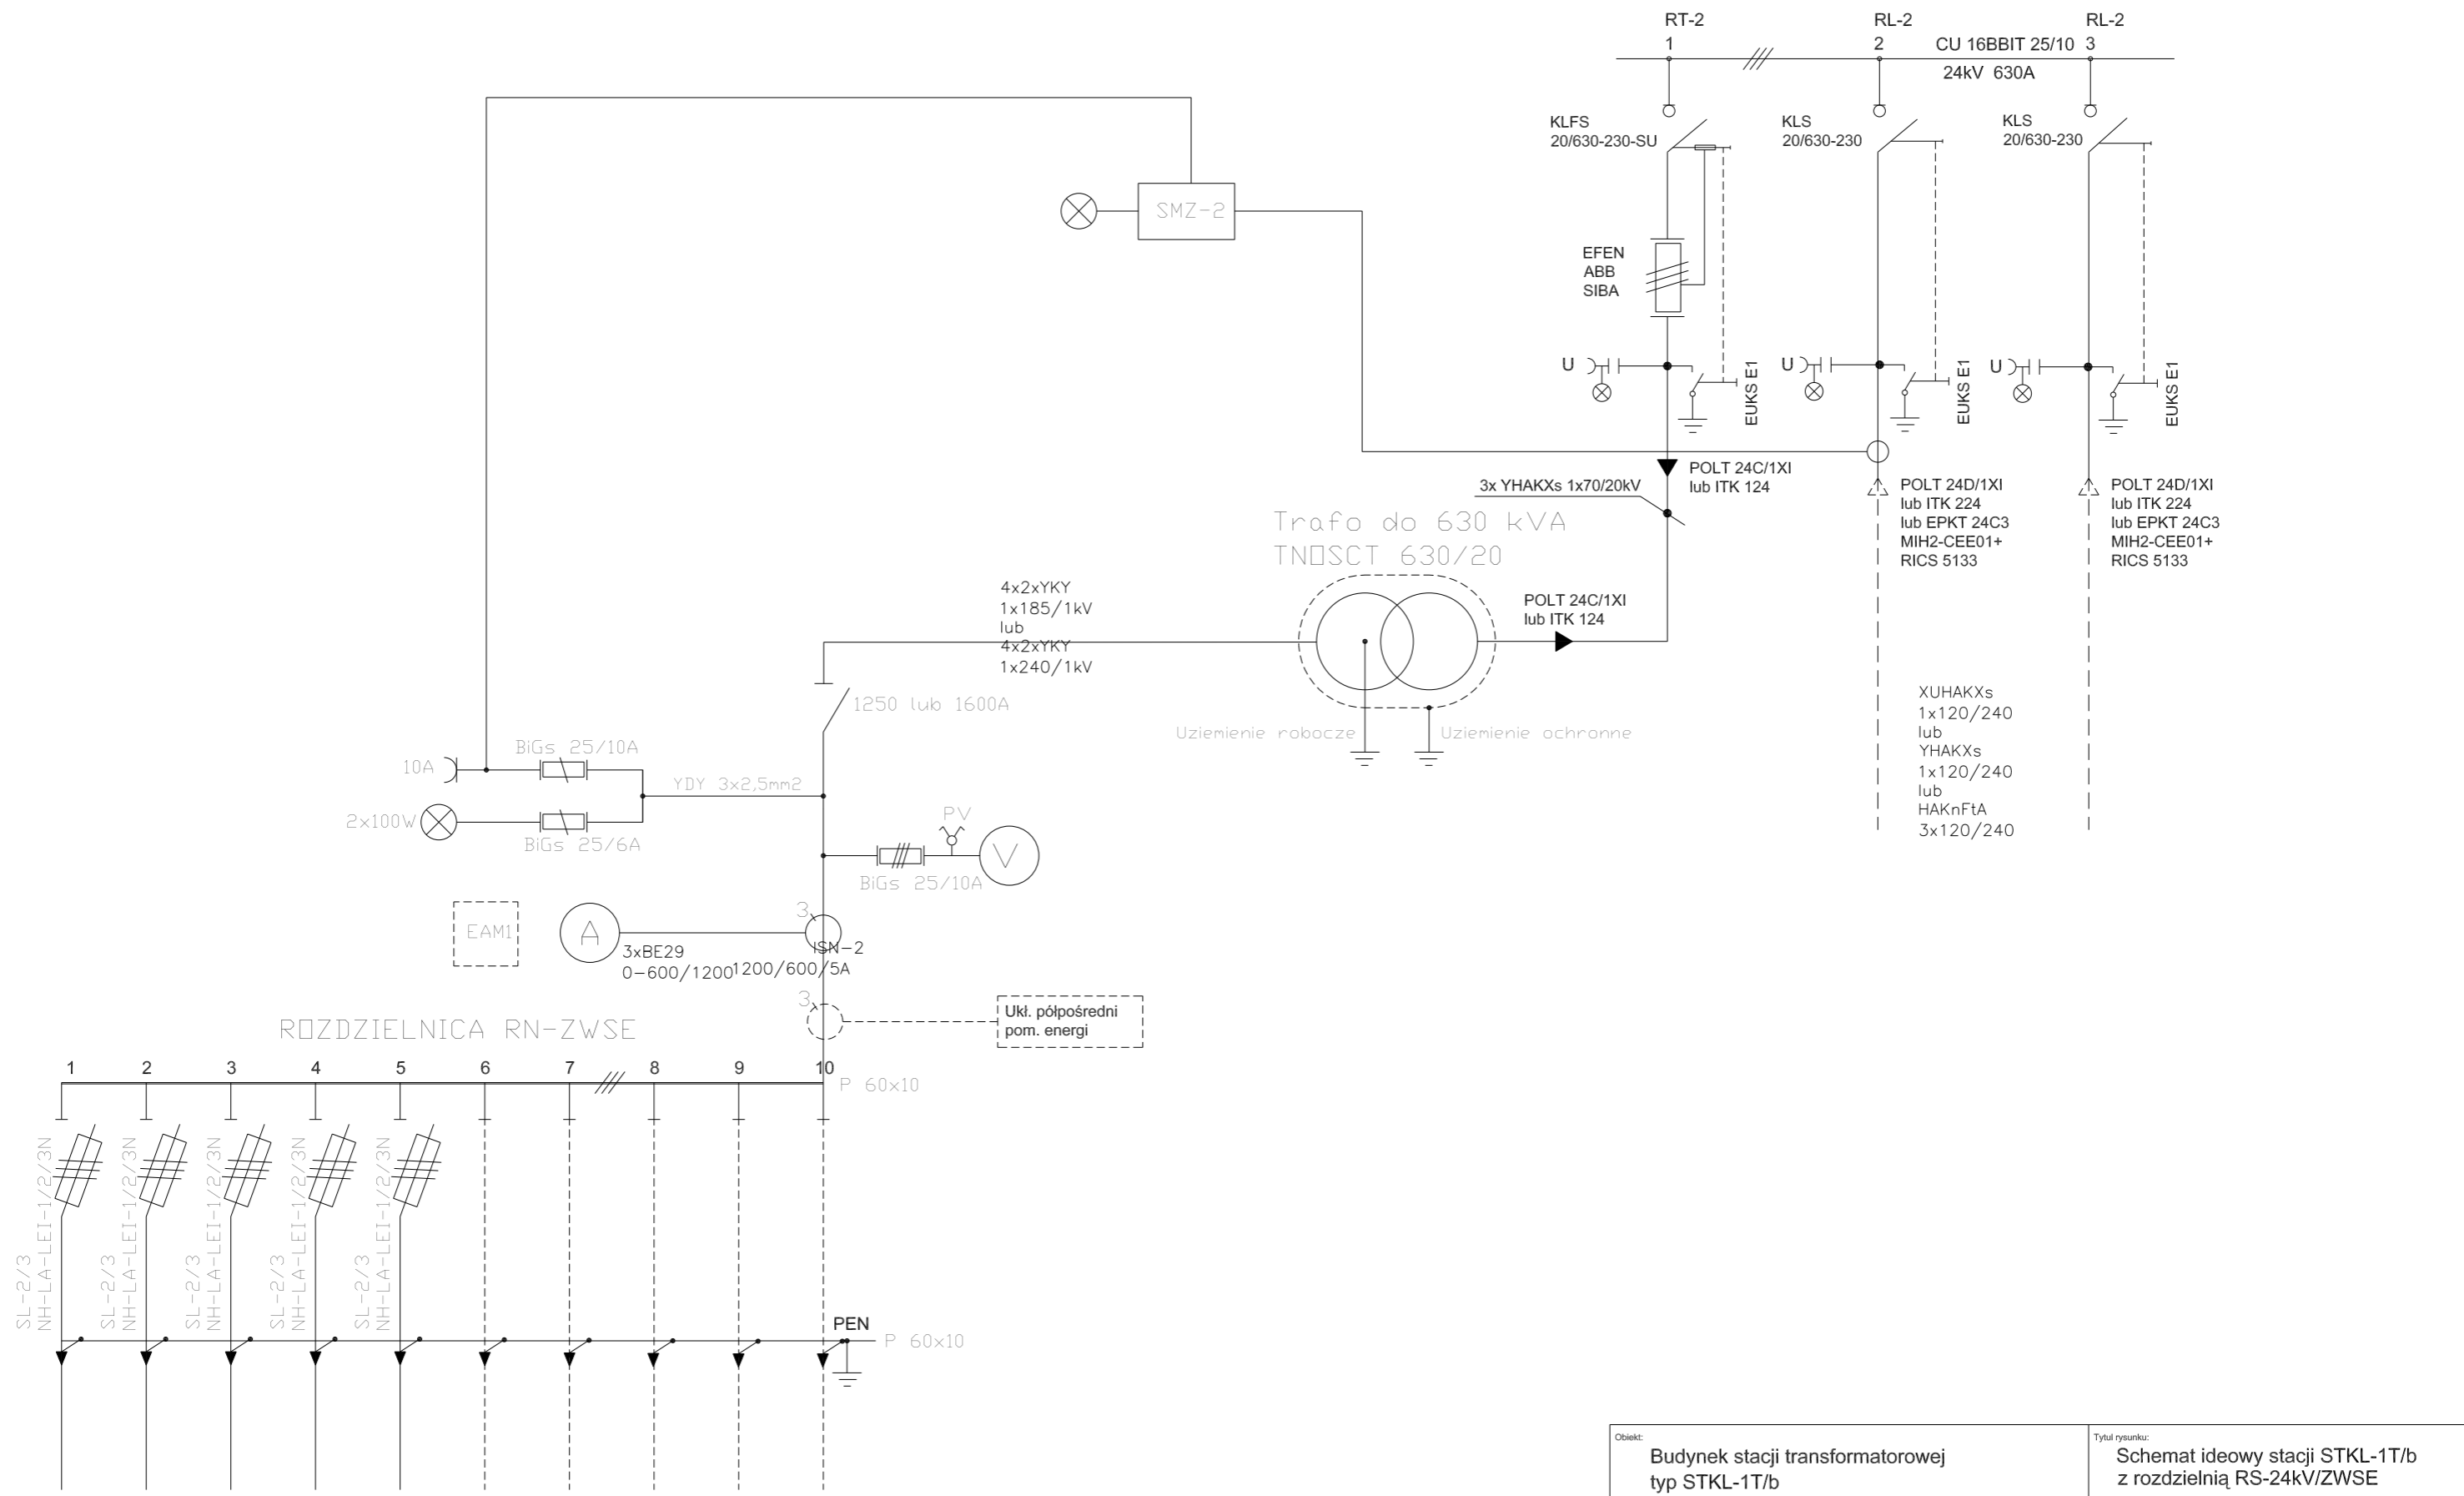 RT-2
RL-2
RL-2
1
2
CU 16BBIT 25/10
3
24kV 630A
KLFS
20/630-230-SU
KLS
20/630-230
KLS
20/630-230
SMZ-2
EFEN
ABB
SIBA
U
EUKS E1
U
EUKS E1
U
EUKS E1
POLT 24C/1XI
lub ITK 124
3x YHAKXs 1x70/20kV
POLT 24D/1XI
lub ITK 224
lub EPKT 24C3
MIH2-CEE01+
RICS 5133
POLT 24D/1XI
lub ITK 224
lub EPKT 24C3
MIH2-CEE01+
RICS 5133
Trafo do 630 kVA
TNOSCT 630/20
4x2xYKY
1x185/1kV
lub
4x2xYKY
1x240/1kV
POLT 24C/1XI
lub ITK 124
1250 lub 1600A
Uziemienie robocze
Uziemienie ochronne
XUHAKXs
1x120/240
lub
YHAKXs
1x120/240
lub
HAKnFtA
3x120/240
BiGs 25/10A
10A
YDY 3x2,5mm2
2x100W
BiGs 25/6A
PV
V
BiGs 25/10A
EAM1
A
3
3xBE29
0-600/1200
ISN-2
1200/600/5A
3
Ukł. półpośredni
pom. energi
ROZDZIELNICA RN-ZWSE
1
2
3
4
5
6
7
8
9
10
P 60x10
SL-2/3
NH-LA-LEI-1/2/3N
SL-2/3
NH-LA-LEI-1/2/3N
SL-2/3
NH-LA-LEI-1/2/3N
SL-2/3
NH-LA-LEI-1/2/3N
SL-2/3
NH-LA-LEI-1/2/3N
PEN
P 60x10
Obiekt:
Budynek stacji transformatorowej
typ STKL-1T/b
Tytul rysunku:
Schemat ideowy stacji STKL-1T/b
z rozdzielnią RS-24kV/ZWSE